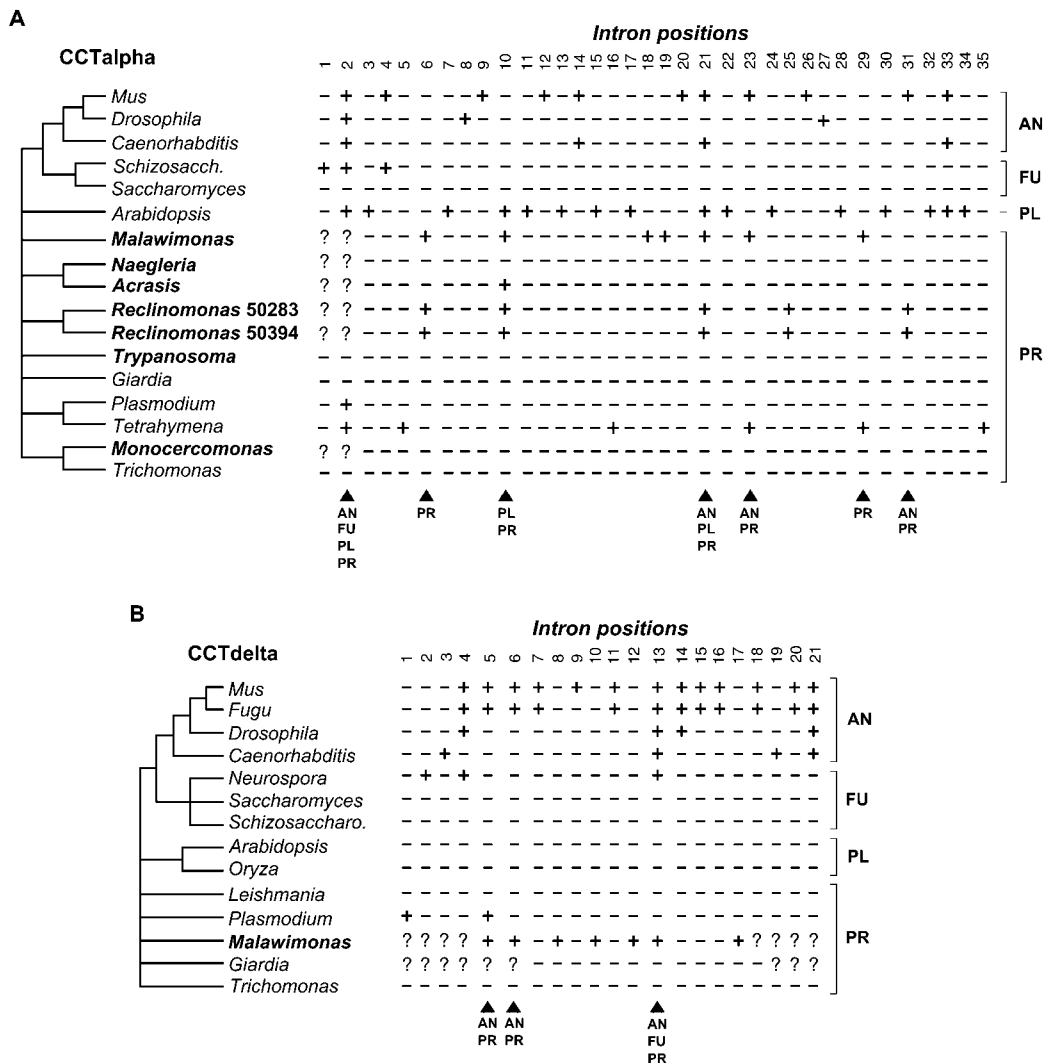 A
Intron positions
CCTalpha
1 2 3 4 5 6 7 8 9 10 11 12 13 14 15 16 17 18 19 20 21 22 23 24 25 26 27 28 29 30 31 32 33 34 35
Mus – + – + – – – – + – – + – + – – – – – + + – + – – + – – – – + – + – –
Drosophila – + – – – – – + – – – – – – – – – – – – – – – – – – + – – – – – – – –
AN
Caenorhabditis – + – – – – – – – – – – – + – – – – – – + – – – – – – – – – – – + – –
Schizosacch. + + – + – – – – – – – – – – – – – – – – – – – – – – – – – – – – – – –
FU
Saccharomyces – – – – – – – – – – – – – – – – – – – – – – – – – – – – – – – – – – –
Arabidopsis – + + – – – + – – + + – + – + – + – – – + + – + – – – + – + – + + + – PL
Malawimonas ? ? – – – + – – – + – – – – – – – + + – + – + – – – – – + – – – – – –
Naegleria ? ? – – – – – – – – – – – – – – – – – – – – – – – – – – – – – – – – –
Acrasis ? ? – – – – – – – + – – – – – – – – – – – – – – – – – – – – – – – – –
Reclinomonas 50283 ? ? – – – + – – – + – – – – – – – – – – + – – – + – – – – – + – – – –
Reclinomonas 50394 ? ? – – – + – – – + – – – – – – – – – – + – – – + – – – – – + – – – –
Trypanosoma – – – – – – – – – – – – – – – – – – – – – – – – – – – – – – – – – – –
PR
Giardia – – – – – – – – – – – – – – – – – – – – – – – – – – – – – – – – – – –
Plasmodium – + – – – – – – – – – – – – – – – – – – – – – – – – – – – – – – – – –
Tetrahymena – + – – + – – – – – – – – – – + – – – – – – + – – – – – + – – – – – +
Monocercomonas ? ? – – – – – – – – – – – – – – – – – – – – – – – – – – – – – – – – –
Trichomonas – – – – – – – – – – – – – – – – – – – – – – – – – – – – – – – – – – –
AN PR PL AN AN PR AN
FU PR PL PR PR
PL PR
PR
B
Intron positions
CCTdelta
1 2 3 4 5 6 7 8 9 10 11 12 13 14 15 16 17 18 19 20 21
Mus – – – + + + + – + – + – + + + + – + – + +
Fugu – – – + + + + – – – + – + + + + – + – + +
AN
Drosophila – – – + – – – – – – – – + + – – – – – – +
Caenorhabditis – – + – – – – – – – – – + – – – – – + – +
Neurospora – + – + – – – – – – – – + – – – – – – – –
Saccharomyces – – – – – – – – – – – – – – – – – – – – –
FU
Schizosaccharo. – – – – – – – – – – – – – – – – – – – – –
Arabidopsis – – – – – – – – – – – – – – – – – – – – –
PL
Oryza – – – – – – – – – – – – – – – – – – – – –
Leishmania – – – – – – – – – – – – – – – – – – – – –
Plasmodium + – – – + – – – – – – – – – – – – – – – –
Malawimonas ? ? ? ? + + – + – + – + + – – – + ? ? ? ?
PR
Giardia ? ? ? ? ? ? – – – – – – – – – – – – ? ? ?
Trichomonas – – – – – – – – – – – – – – – – – – – – –
AN AN AN
PR PR FU
PR